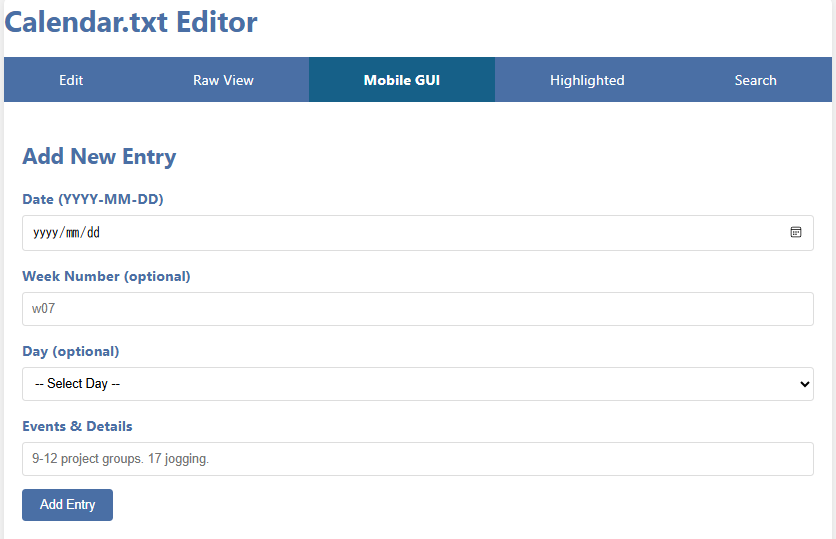 Calendar.txt Editor
Edit Raw View Mobile GUI Highlighted Search
Add New Entry
Date (YYYY-MM-DD)
yyyy/mm/dd
Week Number (optional)
w07
Day (optional)
-- Select Day --
Events & Details
9-12 project groups. 17 jogging.
Add Entry